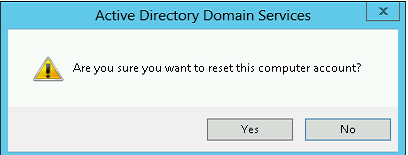 Active Directory Domain Services
x
Are you sure you want to reset this computer account?
Yes
No